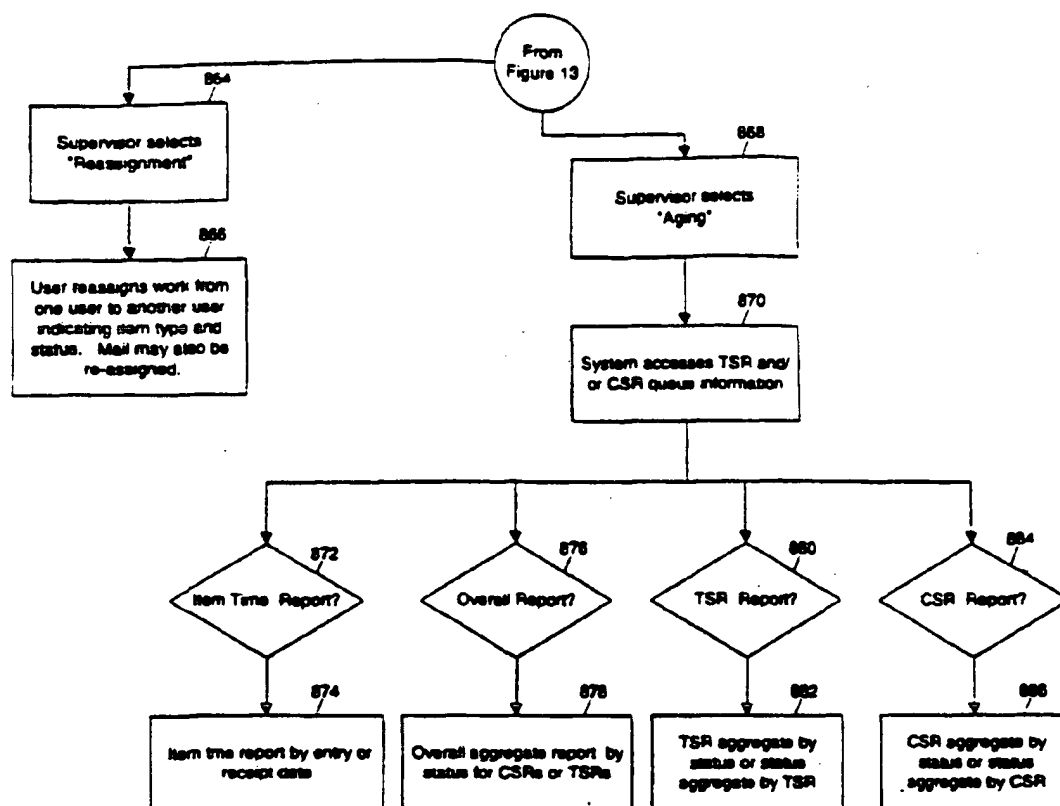 From
Figure 13
864
Supervisor selects
"Reassignment"
866
User reassigns work from
one user to another user
indicating item type and
status. Mail may also be
re-assigned.
868
Supervisor selects
"Aging"
870
System accesses TSR and/
or CSR queue information
872
Item Time Report?
876
Overall Report?
880
TSR Report?
884
CSR Report?
874
Item time report by entry or
receipt date
878
Overall aggregate report by
status for CSRs or TSRs
882
TSR aggregate by
status or status
aggregate by TSR
886
CSR aggregate by
status or status
aggregate by CSR